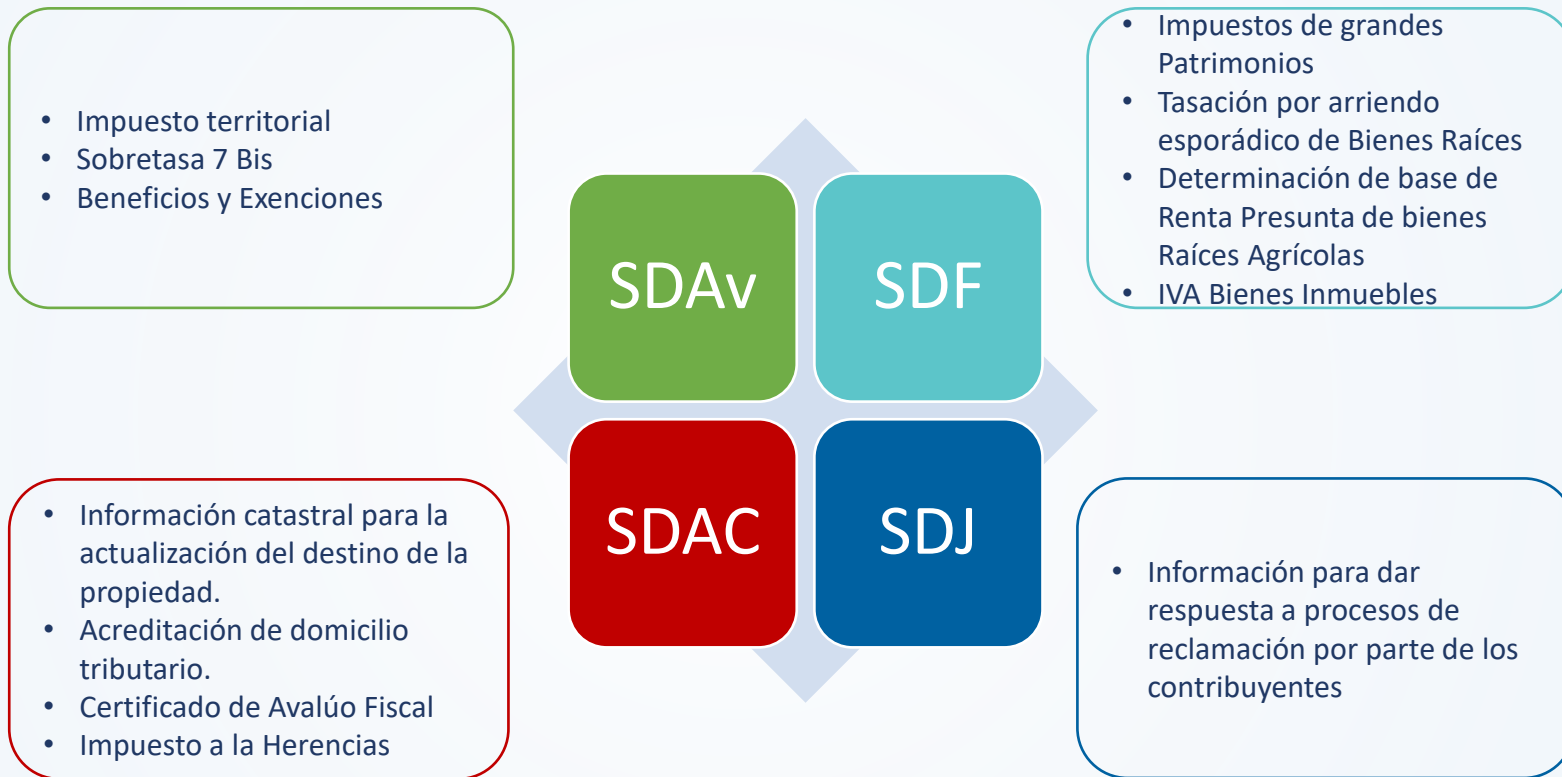 • Impuesto territorial
• Sobretasa 7 Bis
• Beneficios y Exenciones
• Impuestos de grandes
Patrimonios
• Tasación por arriendo
esporádico de Bienes Raíces
• Determinación de base de
Renta Presunta de bienes
Raíces Agrícolas
• IVA Bienes Inmuebles
SDAv
SDF
SDAC
SDJ
• Información catastral para la
actualización del destino de la
propiedad.
• Acreditación de domicilio
tributario.
• Certificado de Avalúo Fiscal
• Impuesto a la Herencias
• Información para dar
respuesta a procesos de
reclamación por parte de los
contribuyentes